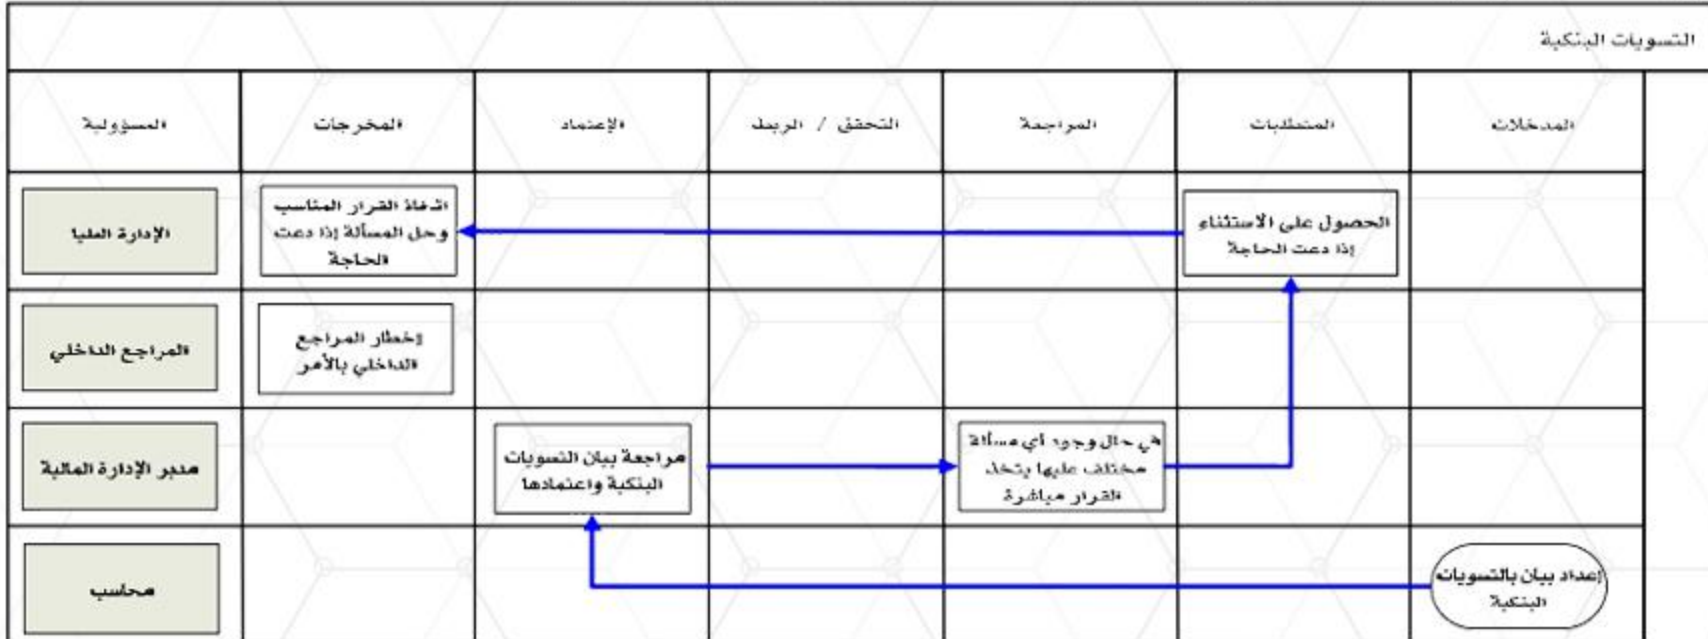 التسويات البنكية
المدخلات
المتطلبات
المراجعة
التحقق / الربط
الإعتماد
المخرجات
المسؤولية
الحصول على الاستثناء
إذا دعت الحاجة
اتخاذ القرار المناسب
وحل المسألة إذا دعت
الحاجة
الإدارة العليا
إخطار المراجع
الداخلي بالأمر
المراجع الداخلي
في حال وجود أي مسألة
مختلف عليها يتخذ
القرار مباشرة
مراجعة بيان التسويات
البنكية واعتمادها
مدير الإدارة المالية
إعداد بيان بالتسويات
البنكية
محاسب